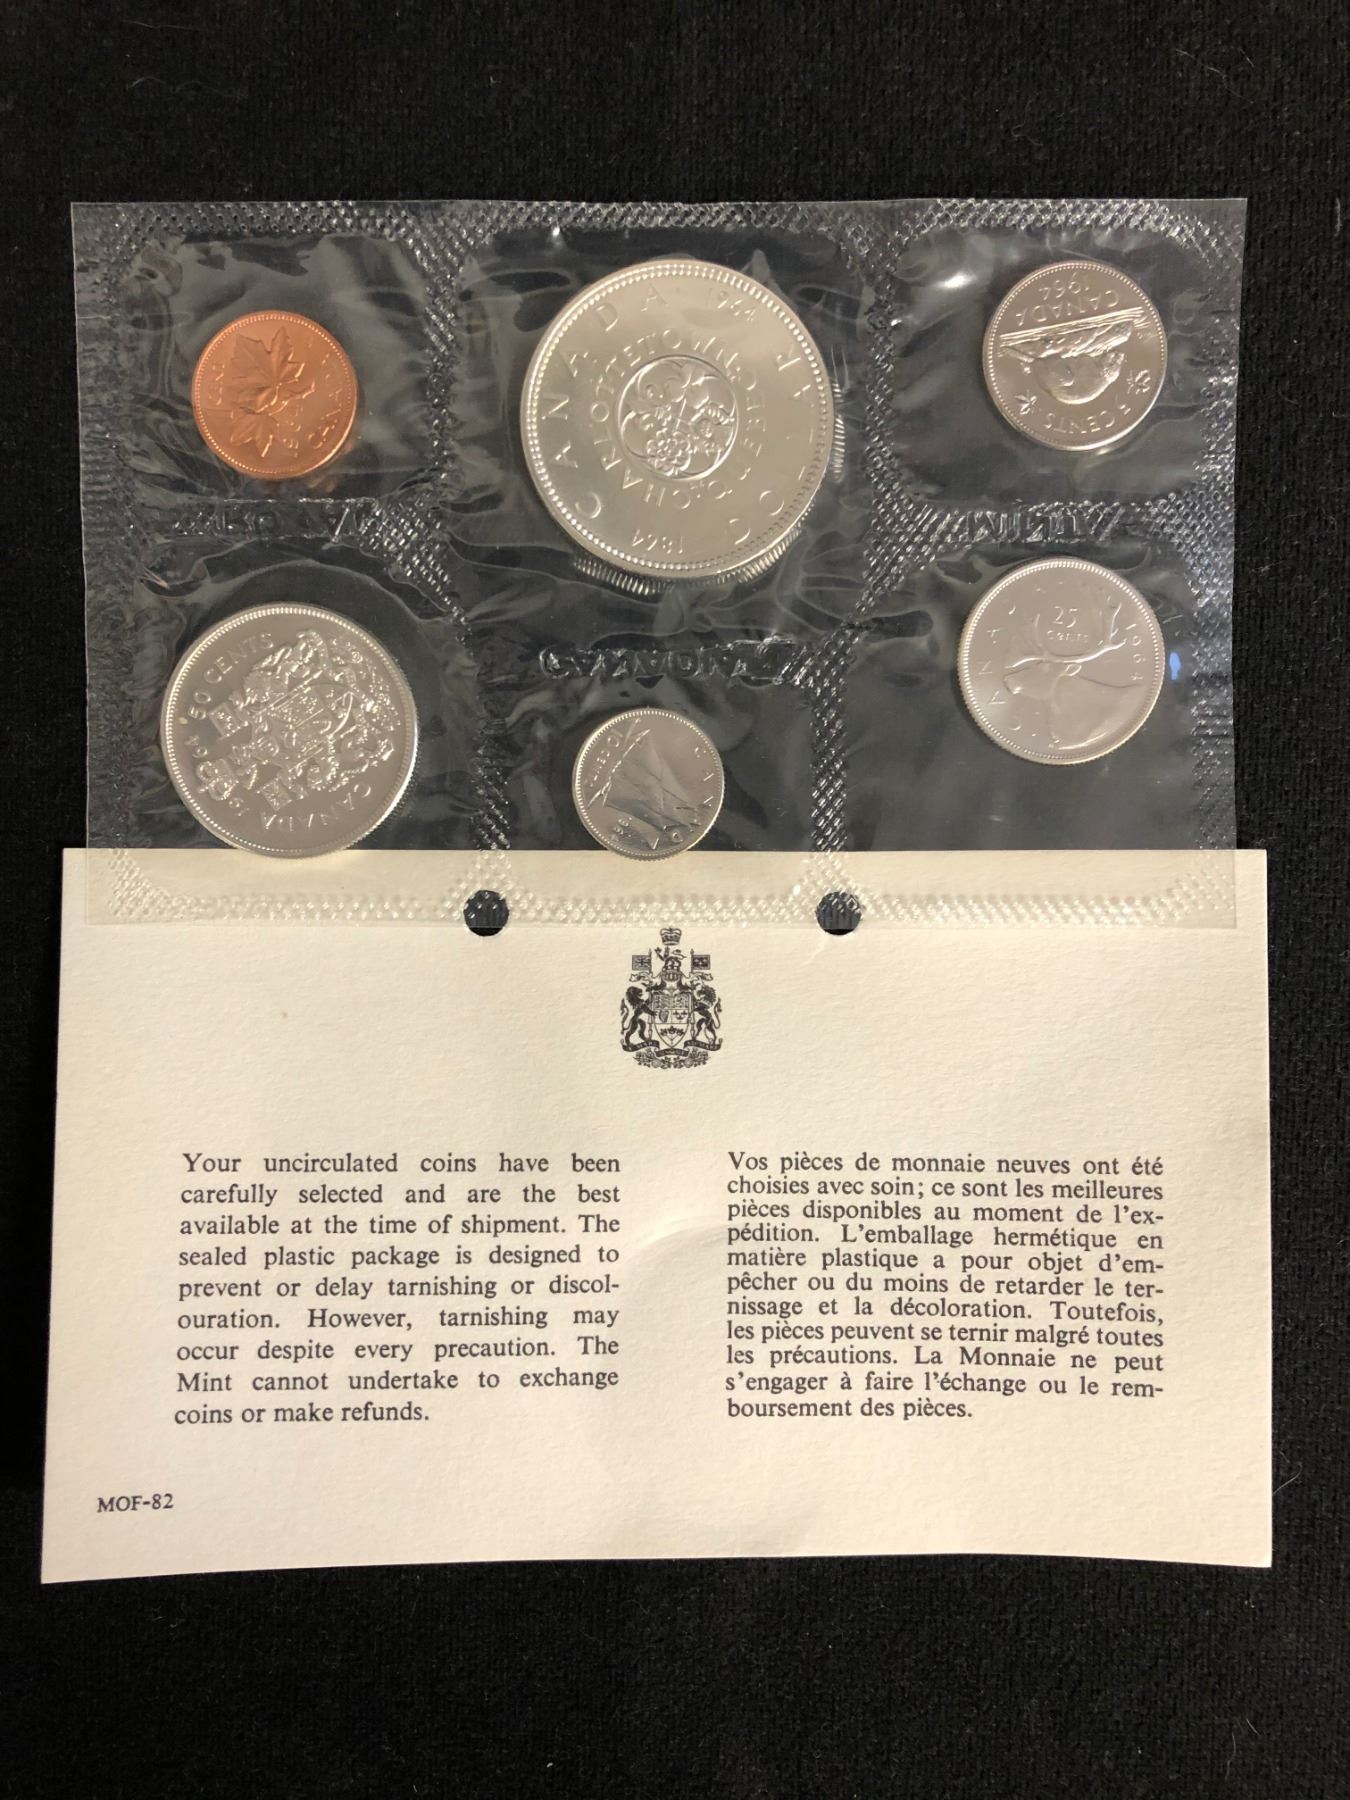 CANADA 1964
CHARLOTTETOWN QUEBEC
1864
DOLLAR
CANADA
1964
5 CENTS
50 CENTS
CANADA 1964
10 CENTS
CANADA
25
CENTS
CANADA 1964
CANADA
Your uncirculated coins have been
carefully selected and are the best
available at the time of shipment. The
sealed plastic package is designed to
prevent or delay tarnishing or discol-
ouration. However, tarnishing may
occur despite every precaution. The
Mint cannot undertake to exchange
coins or make refunds.
Vos pièces de monnaie neuves ont été
choisies avec soin; ce sont les meilleures
pièces disponibles au moment de l'ex-
pédition. L'emballage hermétique en
matière plastique a pour objet d'em-
pêcher ou du moins de retarder le ter-
nissage et la décoloration. Toutefois,
les pièces peuvent se ternir malgré toutes
les précautions. La Monnaie ne peut
s'engager à faire l'échange ou le rem-
boursement des pièces.
MOF-82